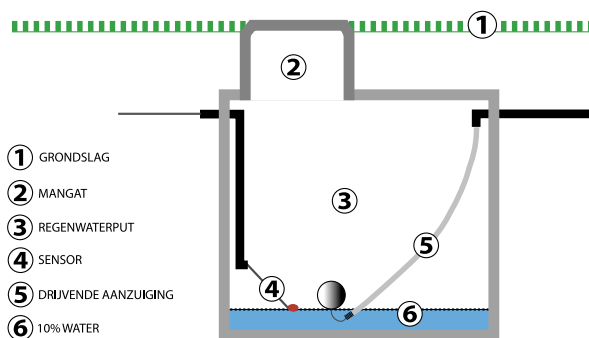 1
2
3
4
5
6
1 GRONDSLAG
2 MANGAT
3 REGENWATERPUT
4 SENSOR
5 DRIJVENDE AANZUIGING
6 10% WATER